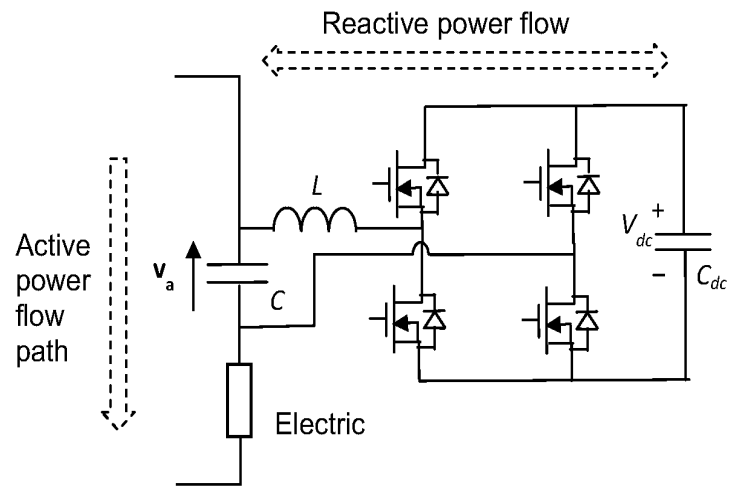 Reactive power flow
L
Active
power
flow
path
v
a
C
V
dc
+
−
C
dc
Electric